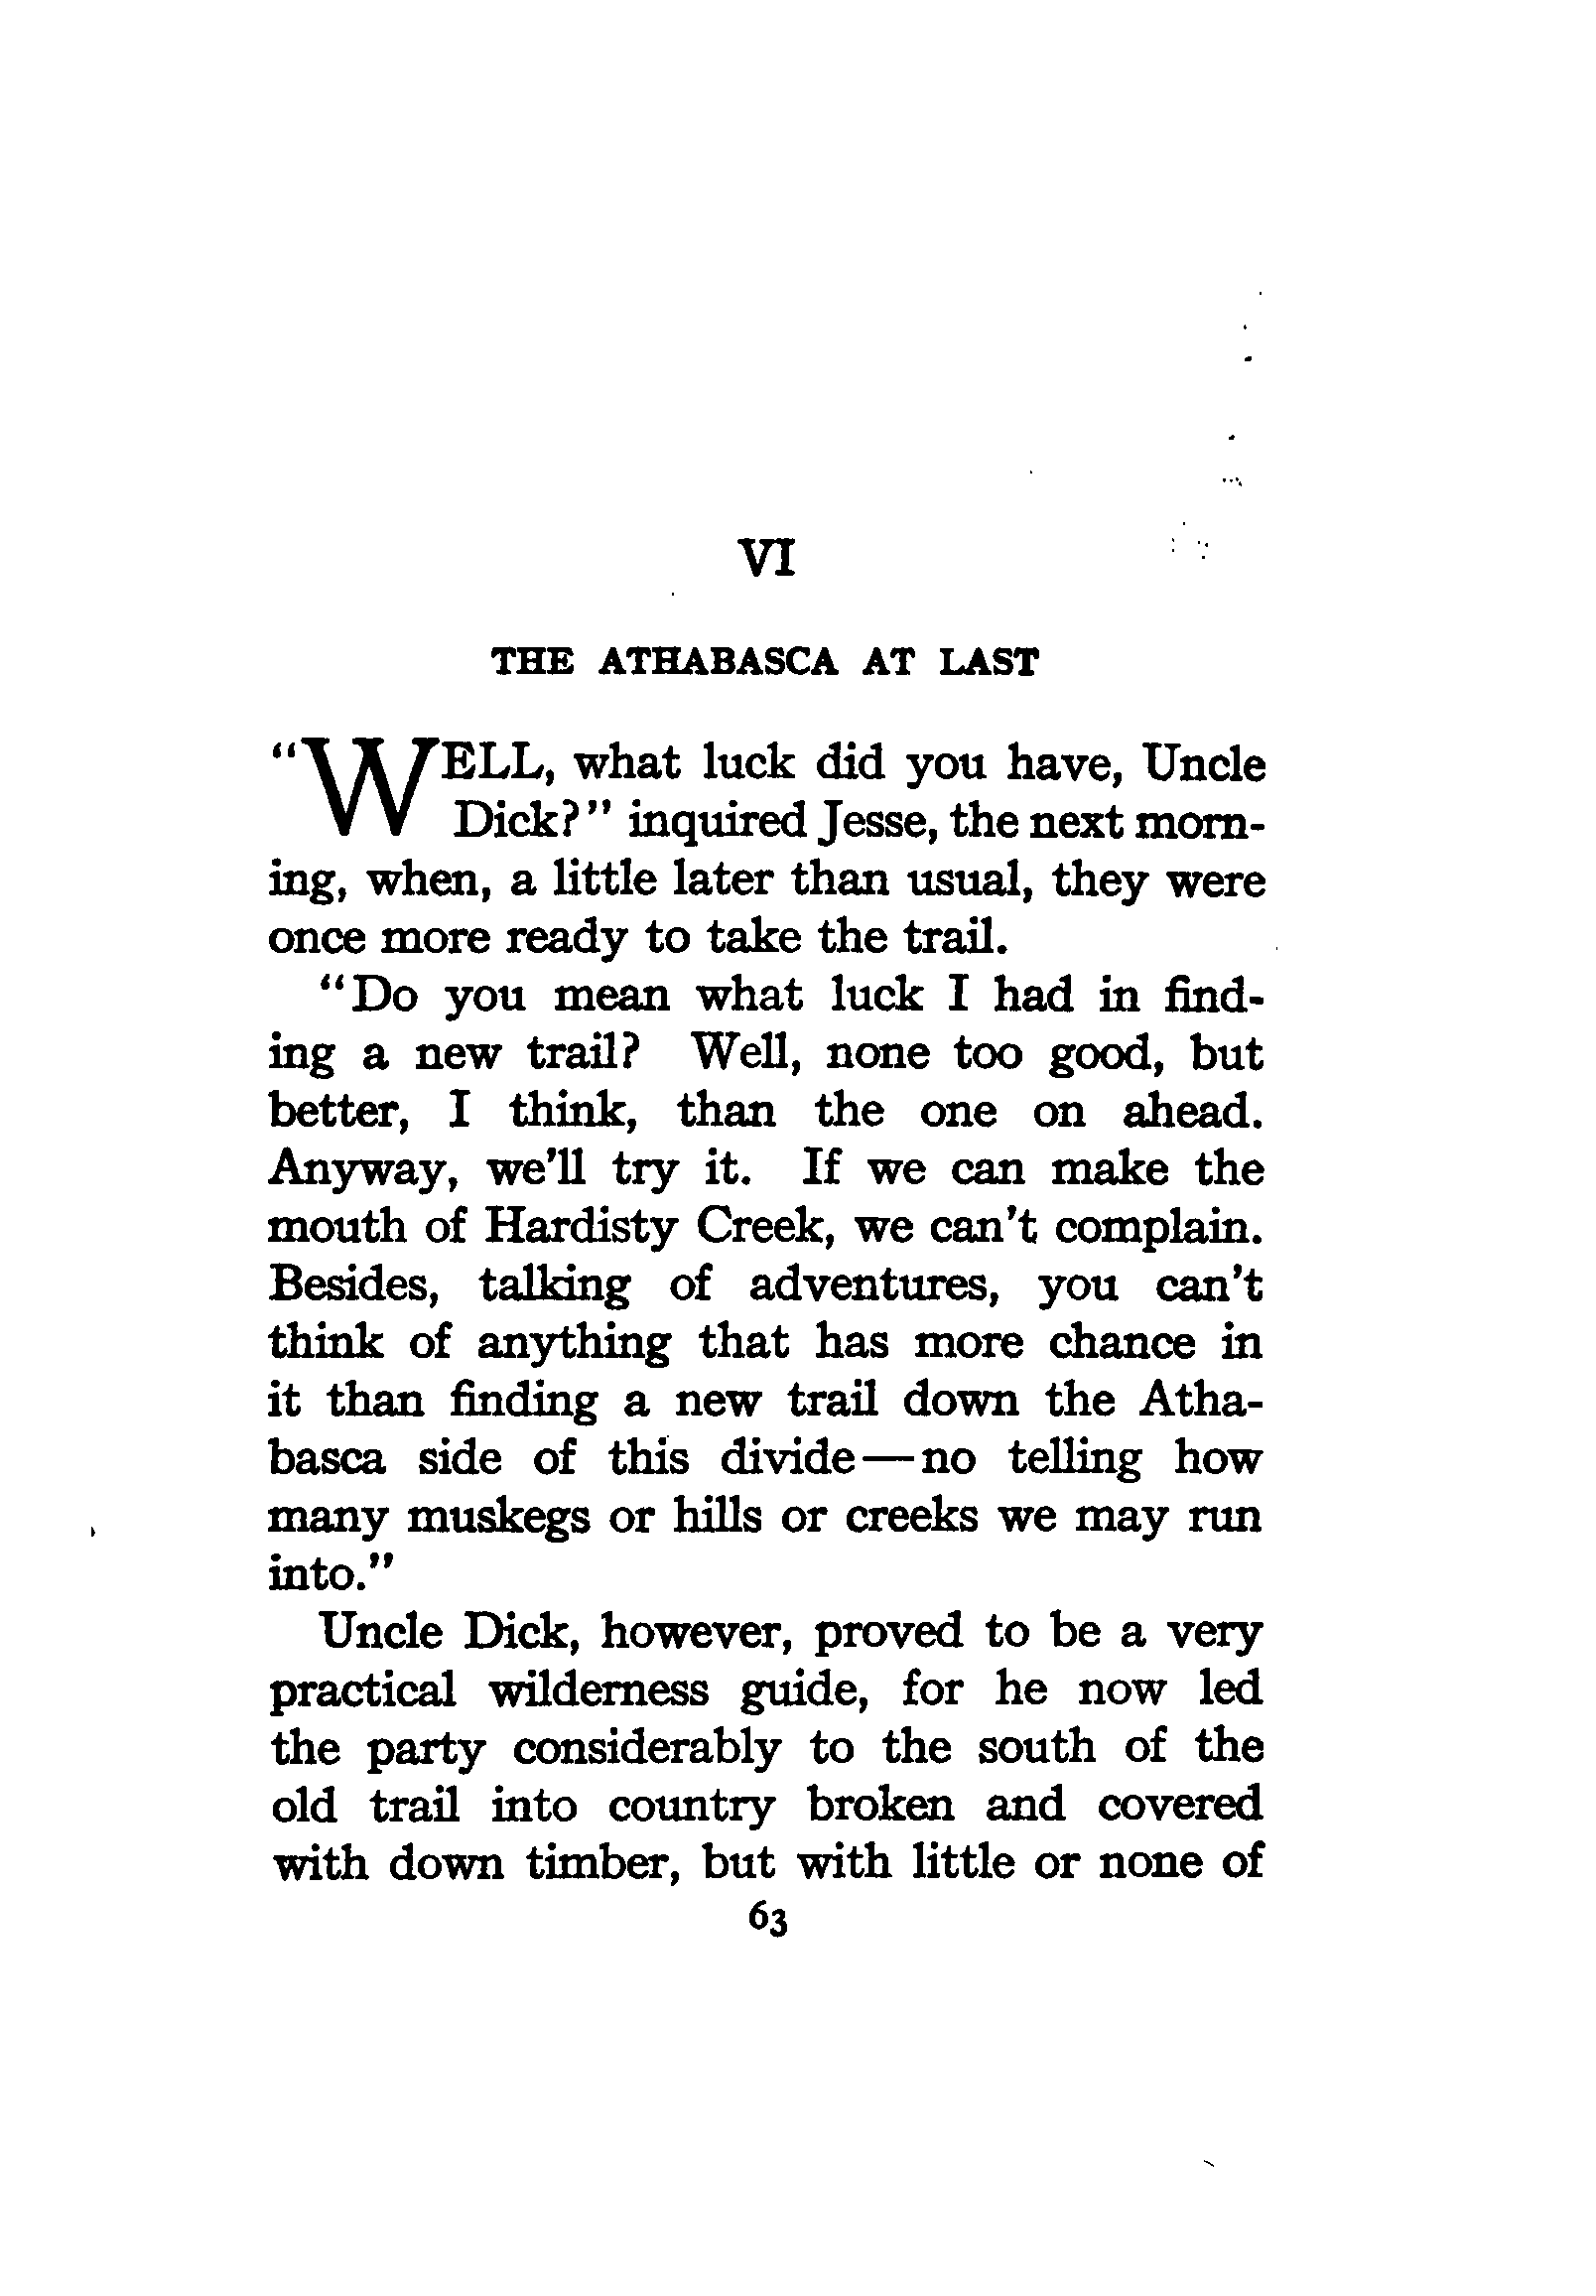 VI
THE ATHABASCA AT LAST
"WELL, what luck did you have, Uncle
Dick?" inquired Jesse, the next morn-
ing, when, a little later than usual, they were
once more ready to take the trail.
"Do you mean what luck I had in find-
ing a new trail? Well, none too good, but
better, I think, than the one on ahead.
Anyway, we'll try it. If we can make the
mouth of Hardisty Creek, we can't complain.
Besides, talking of adventures, you can't
think of anything that has more chance in
it than finding a new trail down the Atha-
basca side of this divide—no telling how
many muskegs or hills or creeks we may run
into."
Uncle Dick, however, proved to be a very
practical wilderness guide, for he now led
the party considerably to the south of the
old trail into country broken and covered
with down timber, but with little or none of
63